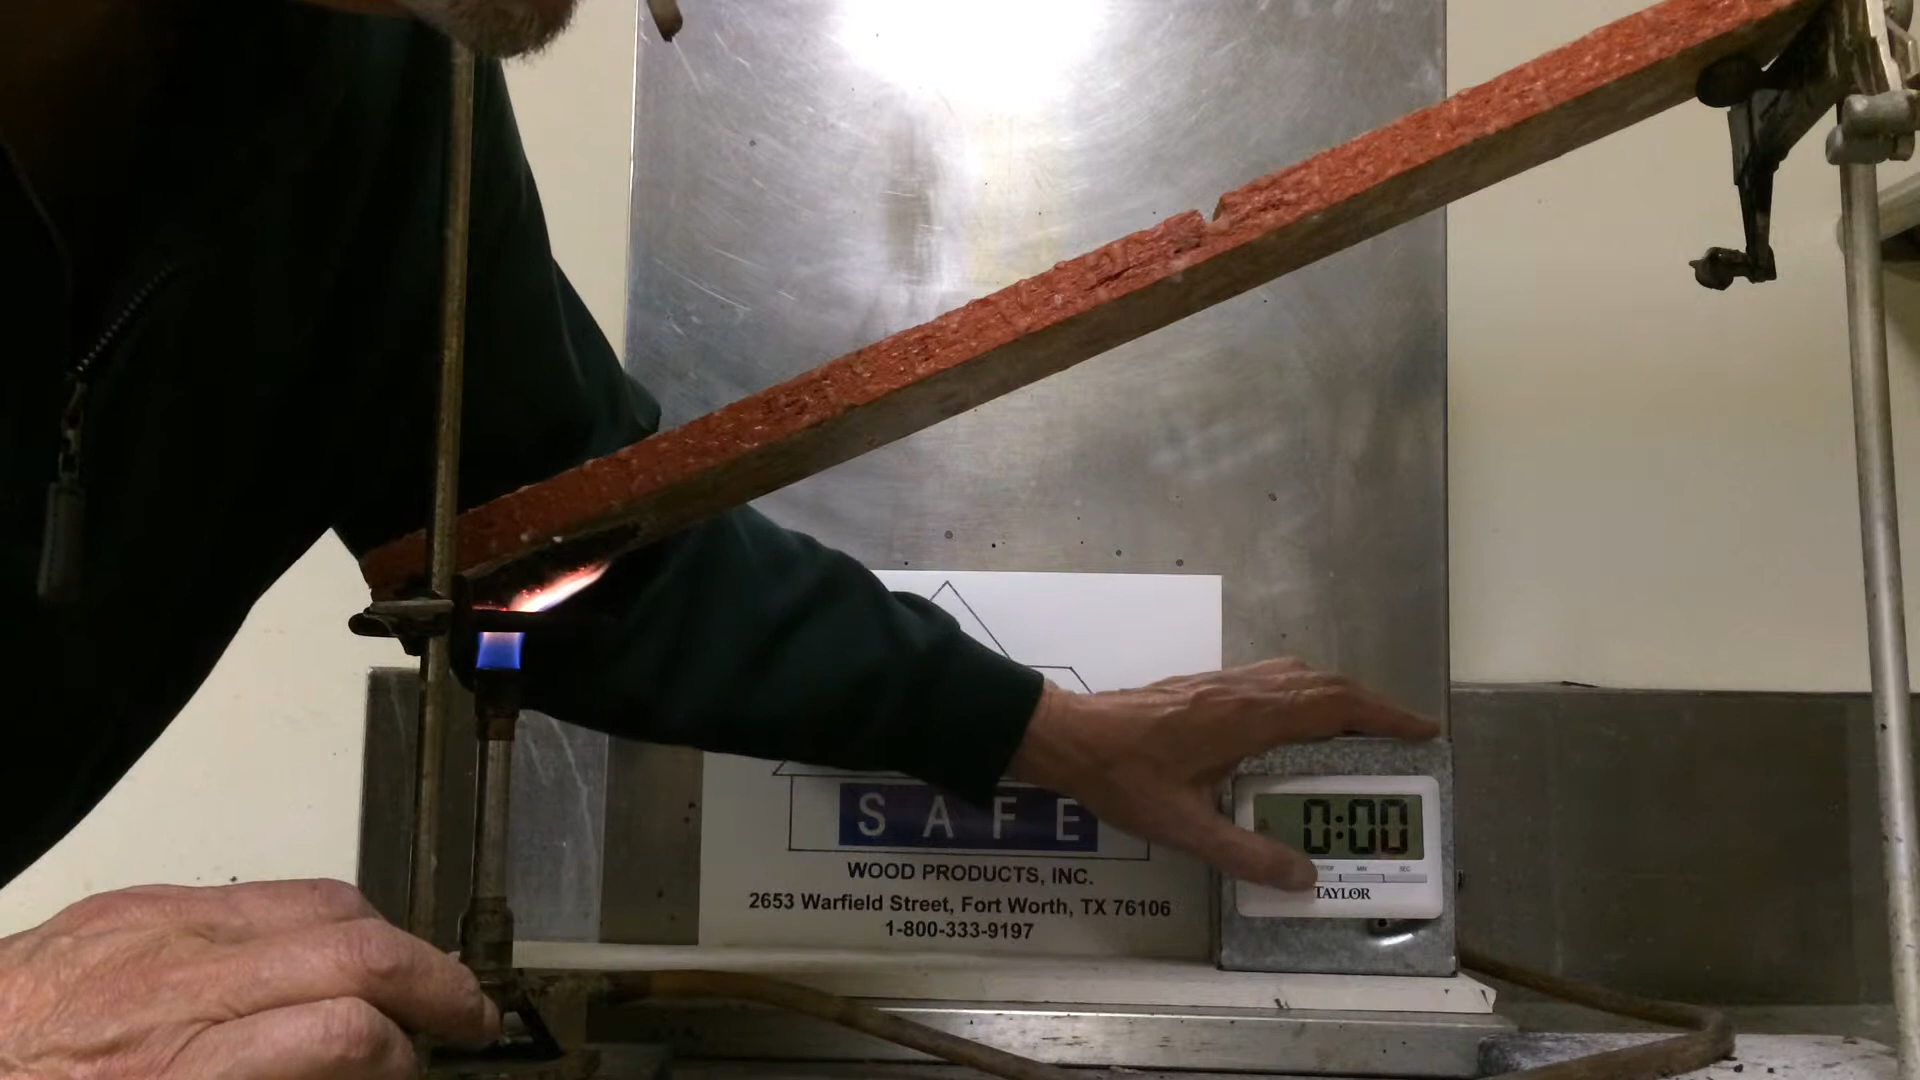 SAFE
WOOD PRODUCTS, INC.
2653 Warfield Street, Fort Worth, TX 76106
1-800-333-9197
0:00
MIN SEC
TAYLOR